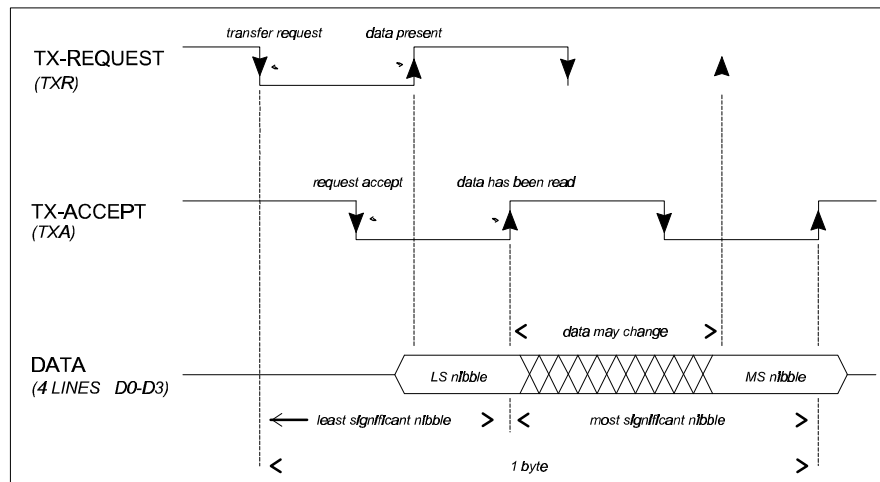 transfer request data present
TX-REQUEST
(TXR)
request accept data has been read
TX-ACCEPT
(TXA)
data may change
DATA
(4 LINES D0-D3)
LS nibble MS nibble
least significant nibble most significant nibble
1 byte